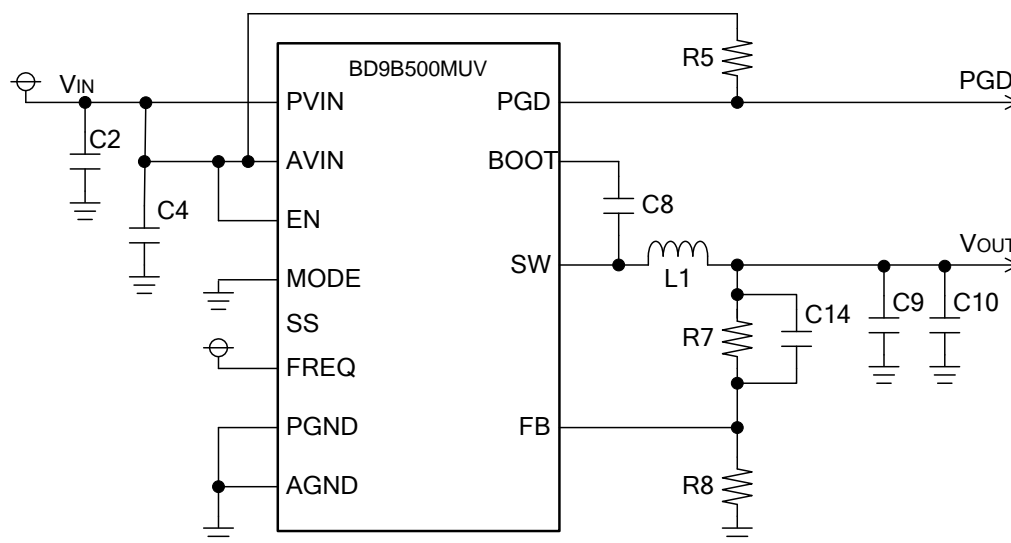 BD9B500MUV
R5
VIN
PVIN
PGD
PGD
C2
AVIN
BOOT
C4
C8
EN
SW
VOUT
L1
MODE
C9
C10
C14
SS
R7
FREQ
PGND
FB
AGND
R8